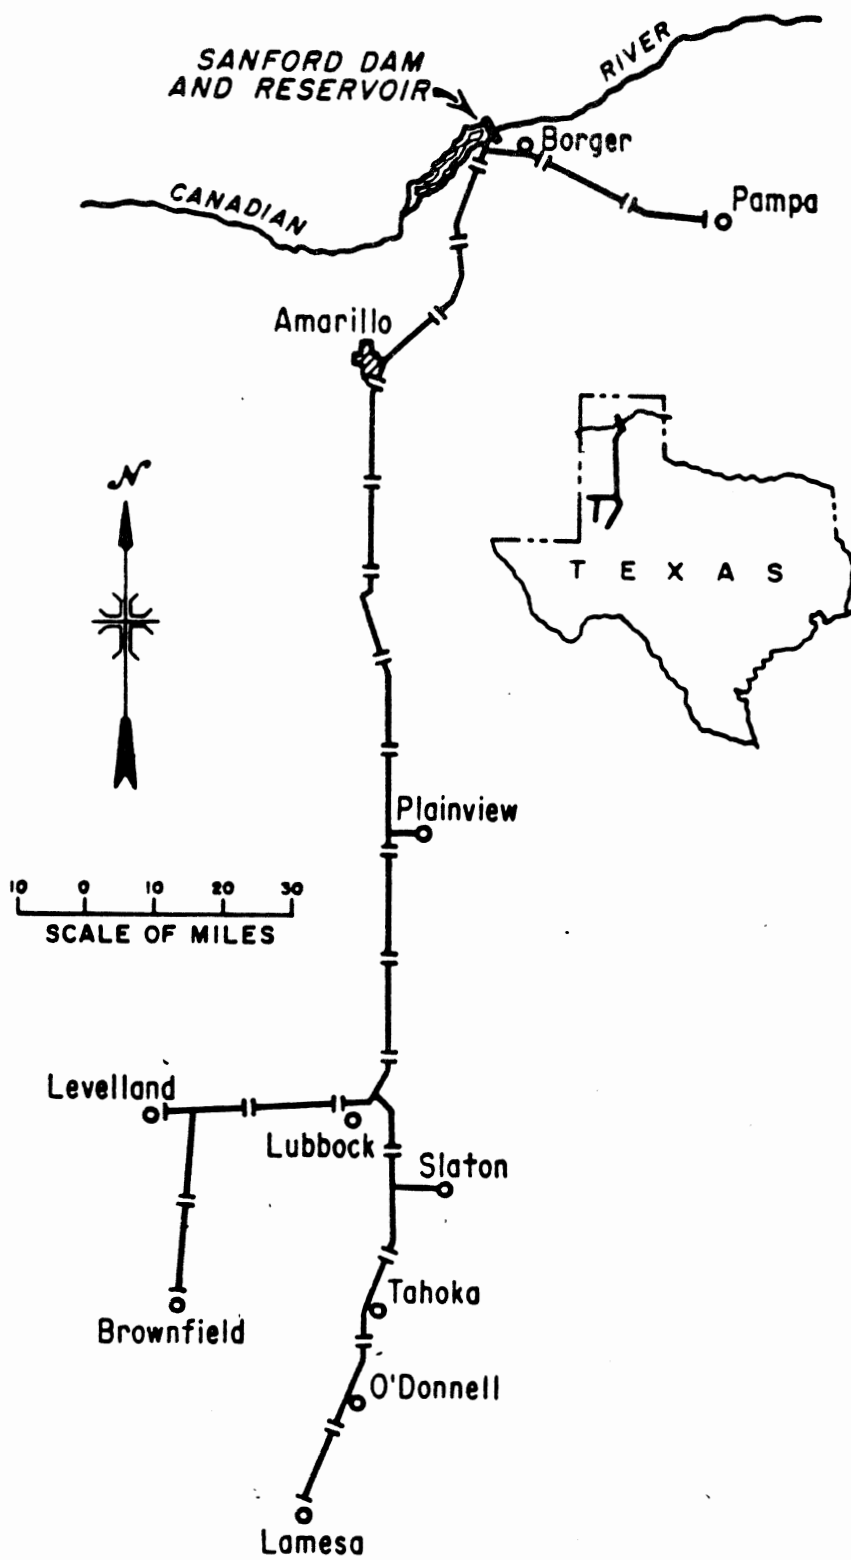 SANFORD DAM
AND RESERVOIR
RIVER
Borger
CANADIAN
Pampa
Amarillo
N
T E X A S
Plainview
10 0 10 20 30
SCALE OF MILES
Levelland
Lubbock
Slaton
Tahoka
Brownfield
O'Donnell
Lamesa